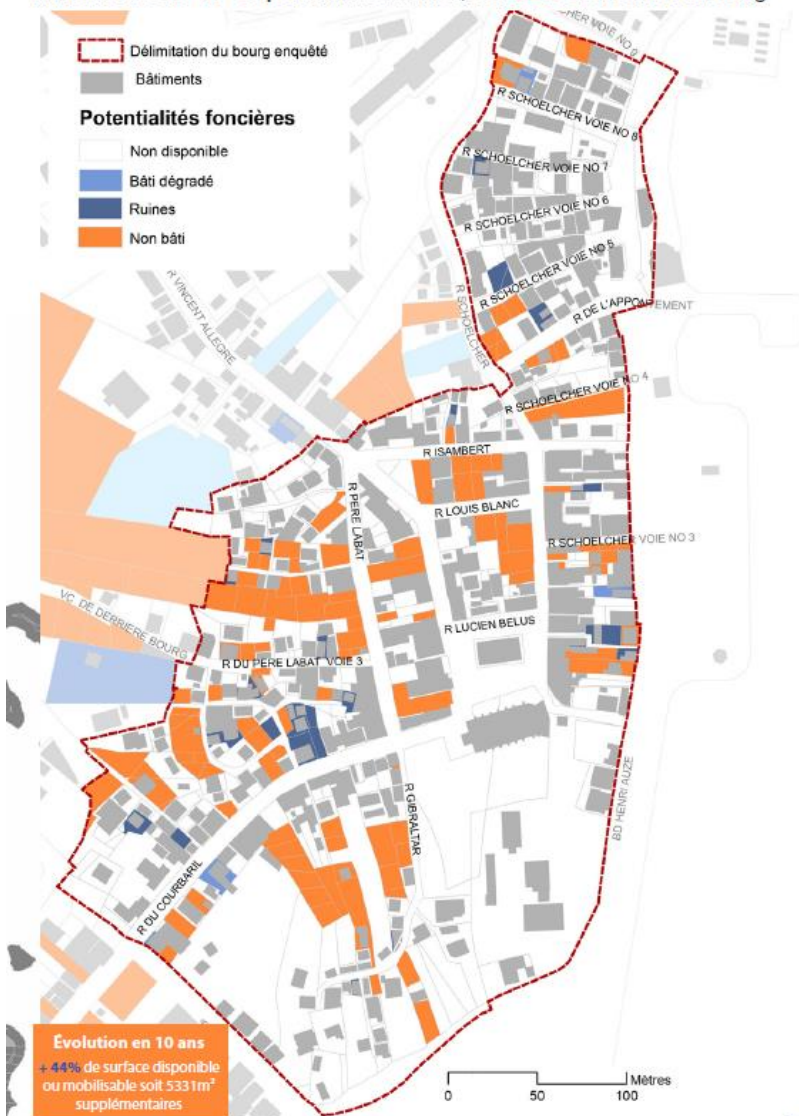 Délimitation du bourg enquêté
Bâtiments
Potentialités foncières
Non disponible
Bâti dégradé
Ruines
Non bâti
R SCHOELCHER VOIE NO 8
R SCHOELCHER VOIE NO 7
R SCHOELCHER VOIE NO 6
R SCHOELCHER VOIE NO 5
R VINCENT ALLEGRE
R SCHOELCHER
R DE L'APPONTEMENT
R SCHOELCHER VOIE NO 4
R ISAMBERT
R PERE LABAT
R LOUIS BLANC
R SCHOELCHER VOIE NO 3
VC DE DERRIERE BOURG
R LUCIEN BELUS
R DU PERE LABAT VOIE 3
BD HENRI AUZE
R GIBRALTAR
R DU COURBARIL
Évolution en 10 ans
+ 44% de surface disponible
ou mobilisable soit 5331m²
supplémentaires
Mètres
0 50 100